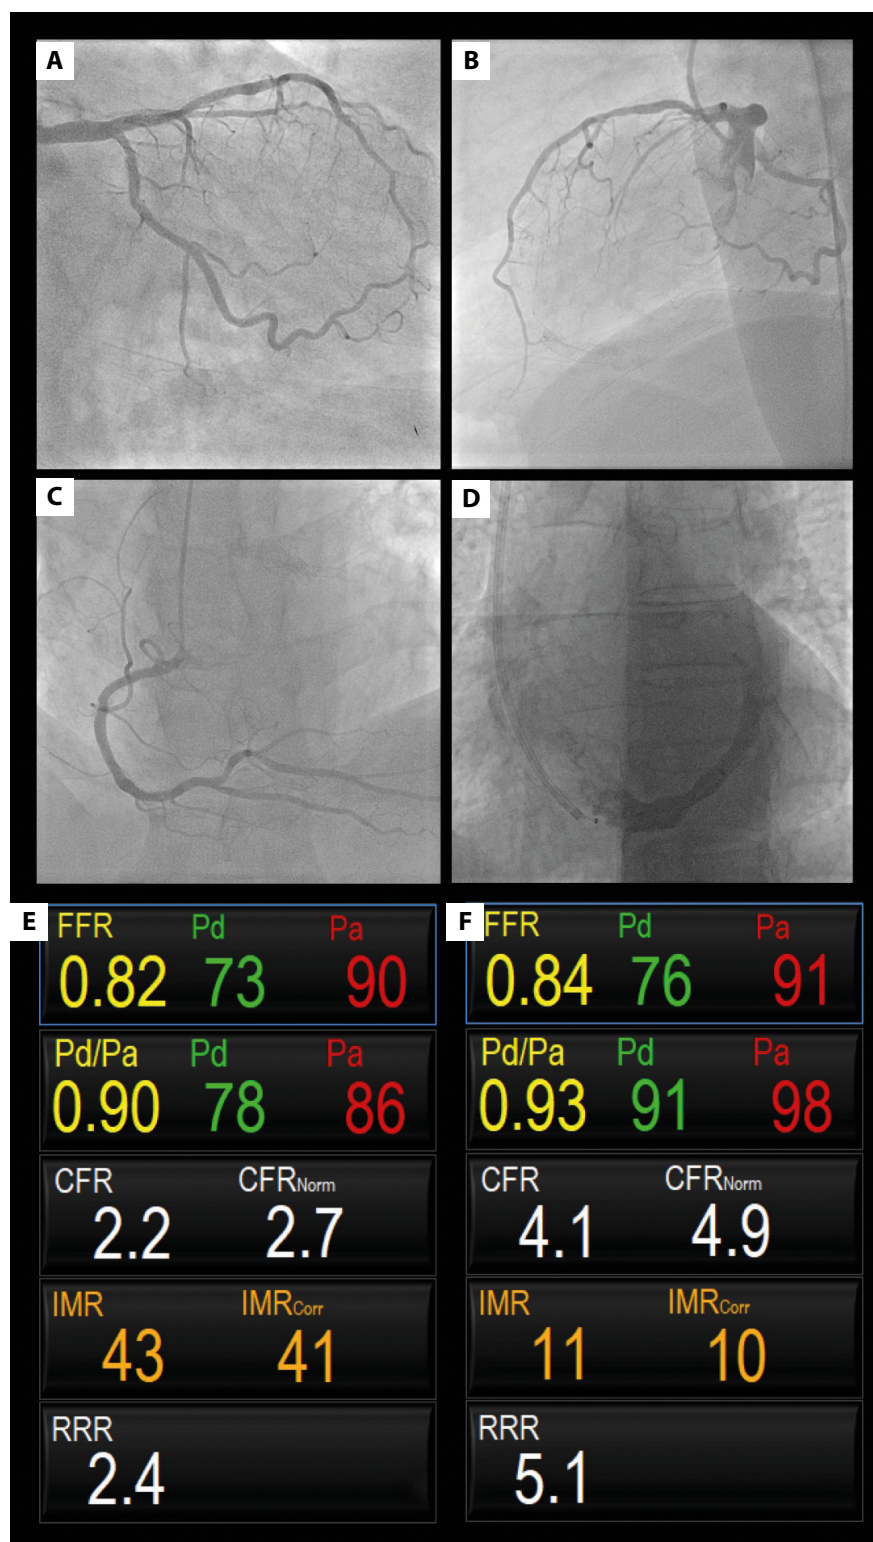 A
B
C
D
E
FFR Pd Pa
0.82 73 90
Pd/Pa Pd Pa
0.90 78 86
CFR CFRNorm
2.2 2.7
IMR IMRCorr
43 41
RRR
2.4
F
FFR Pd Pa
0.84 76 91
Pd/Pa Pd Pa
0.93 91 98
CFR CFRNorm
4.1 4.9
IMR IMRCorr
11 10
RRR
5.1